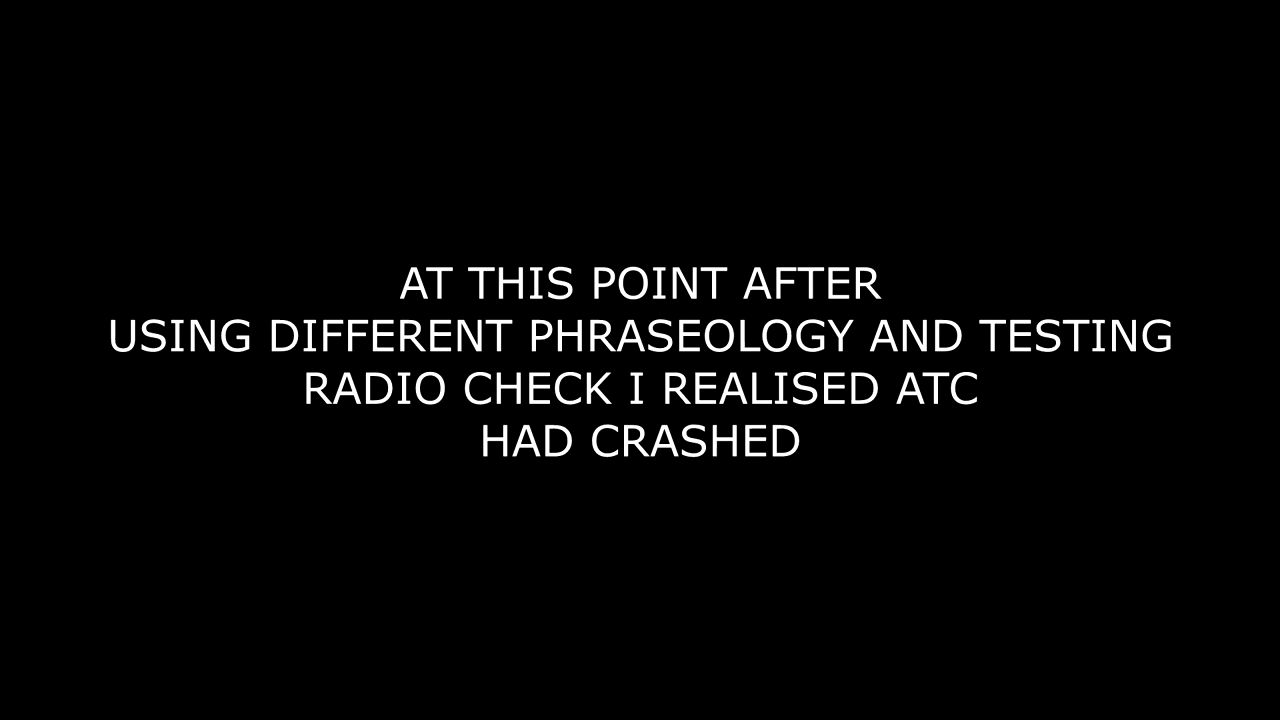 AT THIS POINT AFTER
USING DIFFERENT PHRASEOLOGY AND TESTING
RADIO CHECK I REALISED ATC
HAD CRASHED